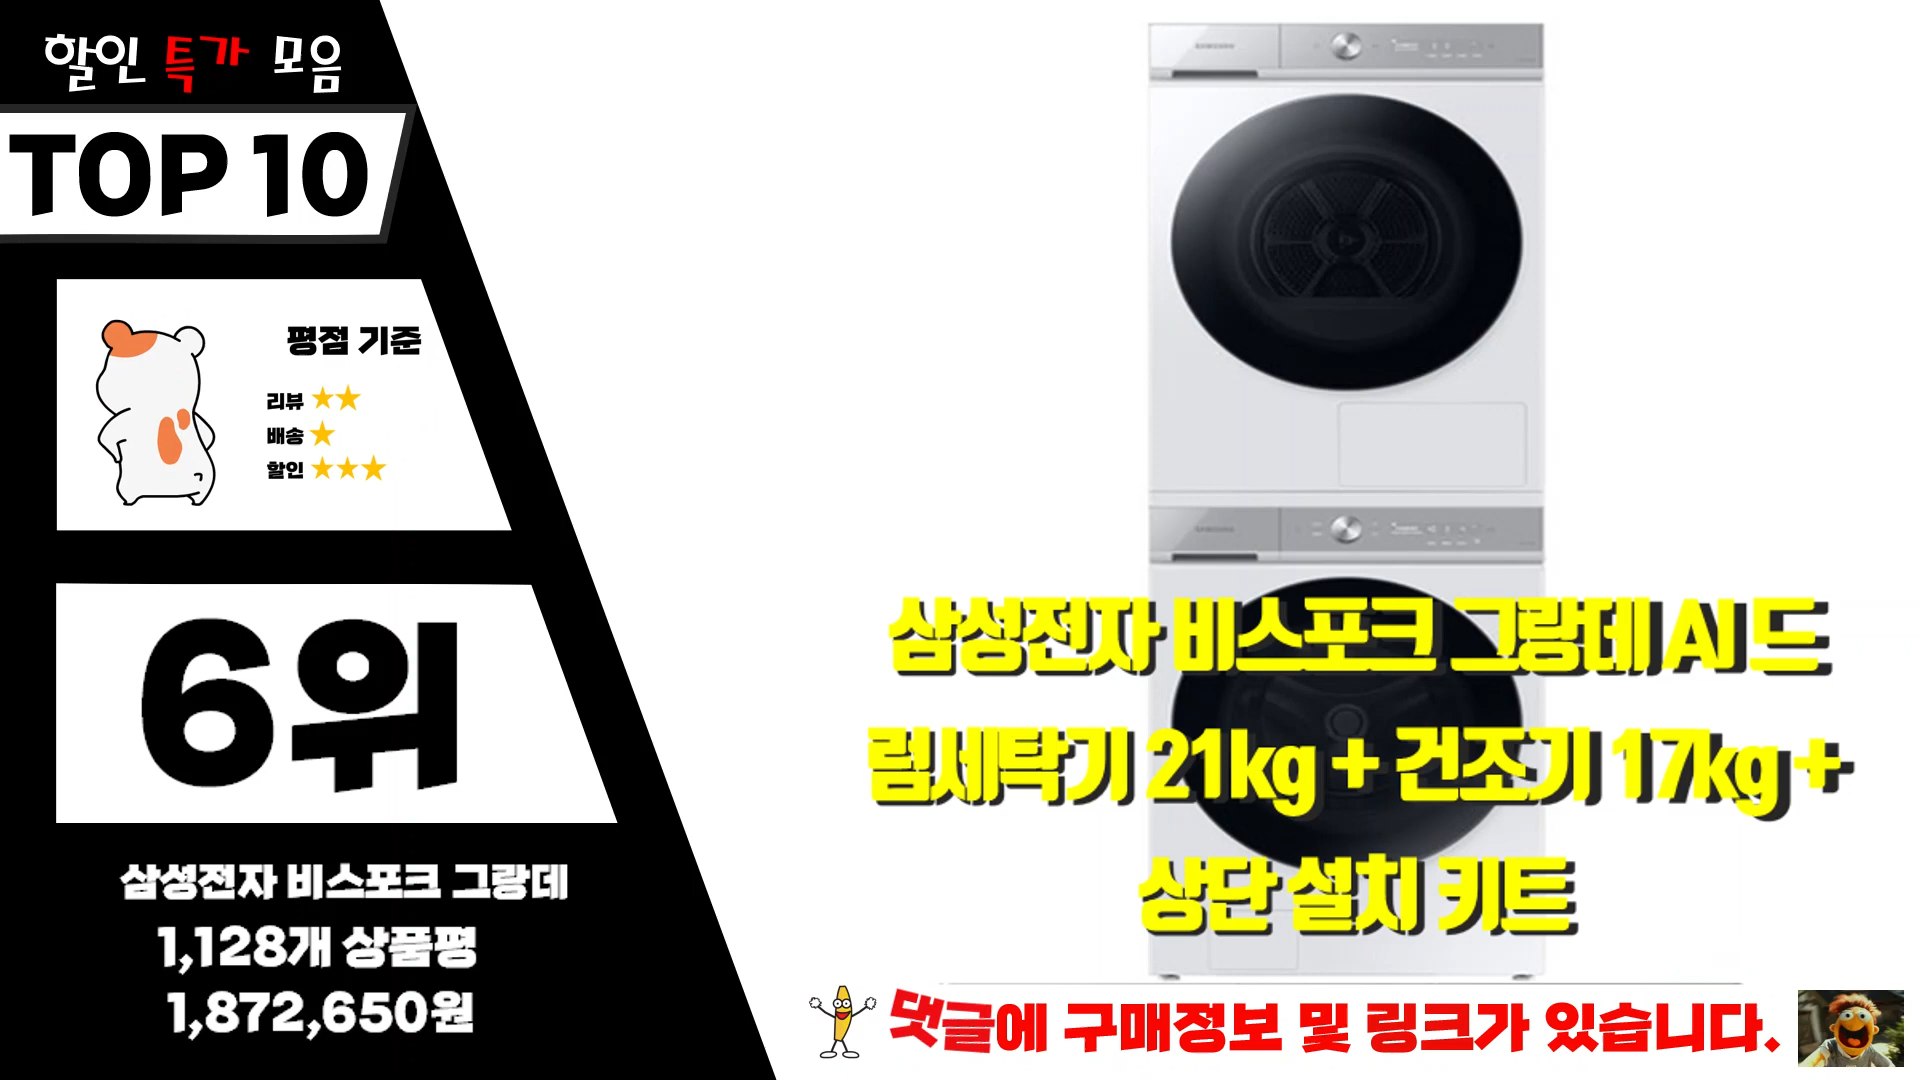 할인 특가 모음
TOP 10
평점 기준
리뷰 ★★
배송 ★
할인 ★★★
6위
삼성전자 비스포크 그랑데
1,128개 상품평
1,872,650원
SAMSUNG
SAMSUNG
삼성전자 비스포크 그랑데 AI 드
럼세탁기 21kg + 건조기 17kg +
상단 설치 키트
댓글에 구매정보 및 링크가 있습니다.